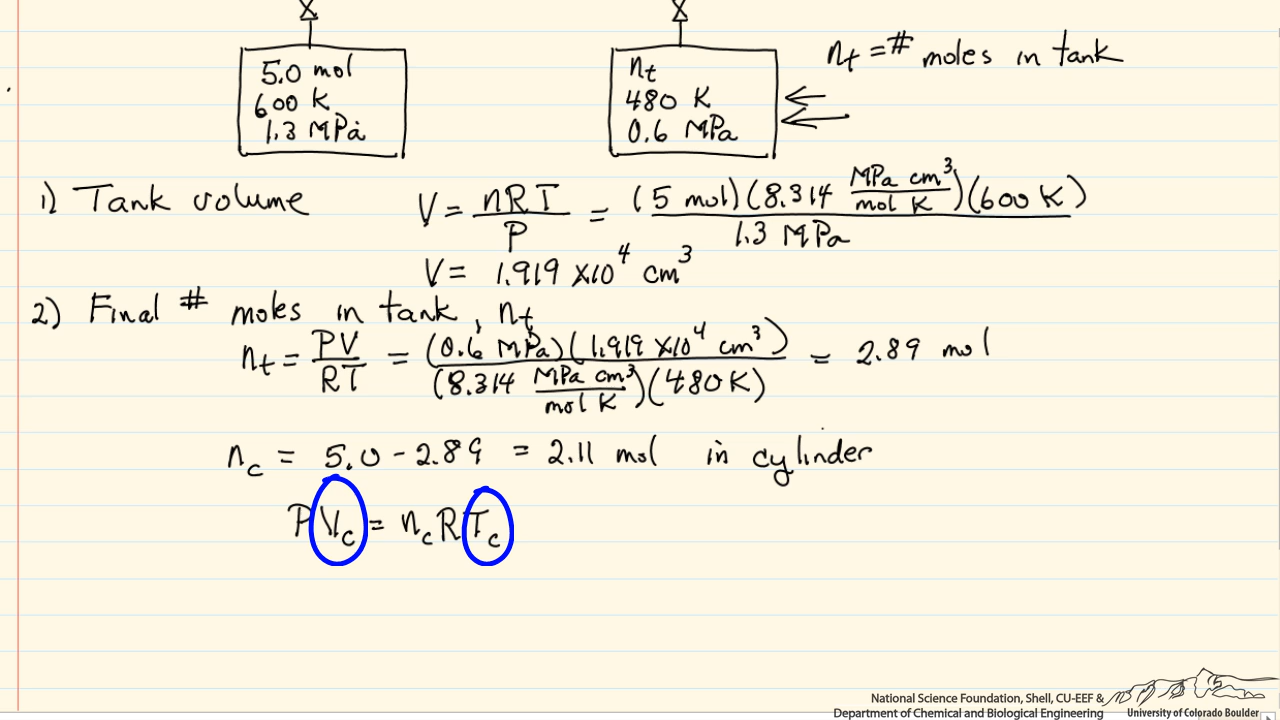 5.0 mol
600 K
1.3 MPa
n_t
480 K
0.6 MPa
n_t = # moles in tank
1) Tank volume V = nRT / P = (5 mol)(8.314 MPa cm³ / mol K)(600 K) / 1.3 MPa
V = 1.919 x10⁴ cm³
2) Final # moles in tank, n_t
n_t = PV / RT = (0.6 MPa)(1.919 x10⁴ cm³) / (8.314 MPa cm³ / mol K)(480 K) = 2.89 mol
n_c = 5.0 - 2.89 = 2.11 mol in cylinder
PV_c = n_c R T_c
National Science Foundation, Shell, CU-EEF &
Department of Chemical and Biological Engineering
University of Colorado Boulder